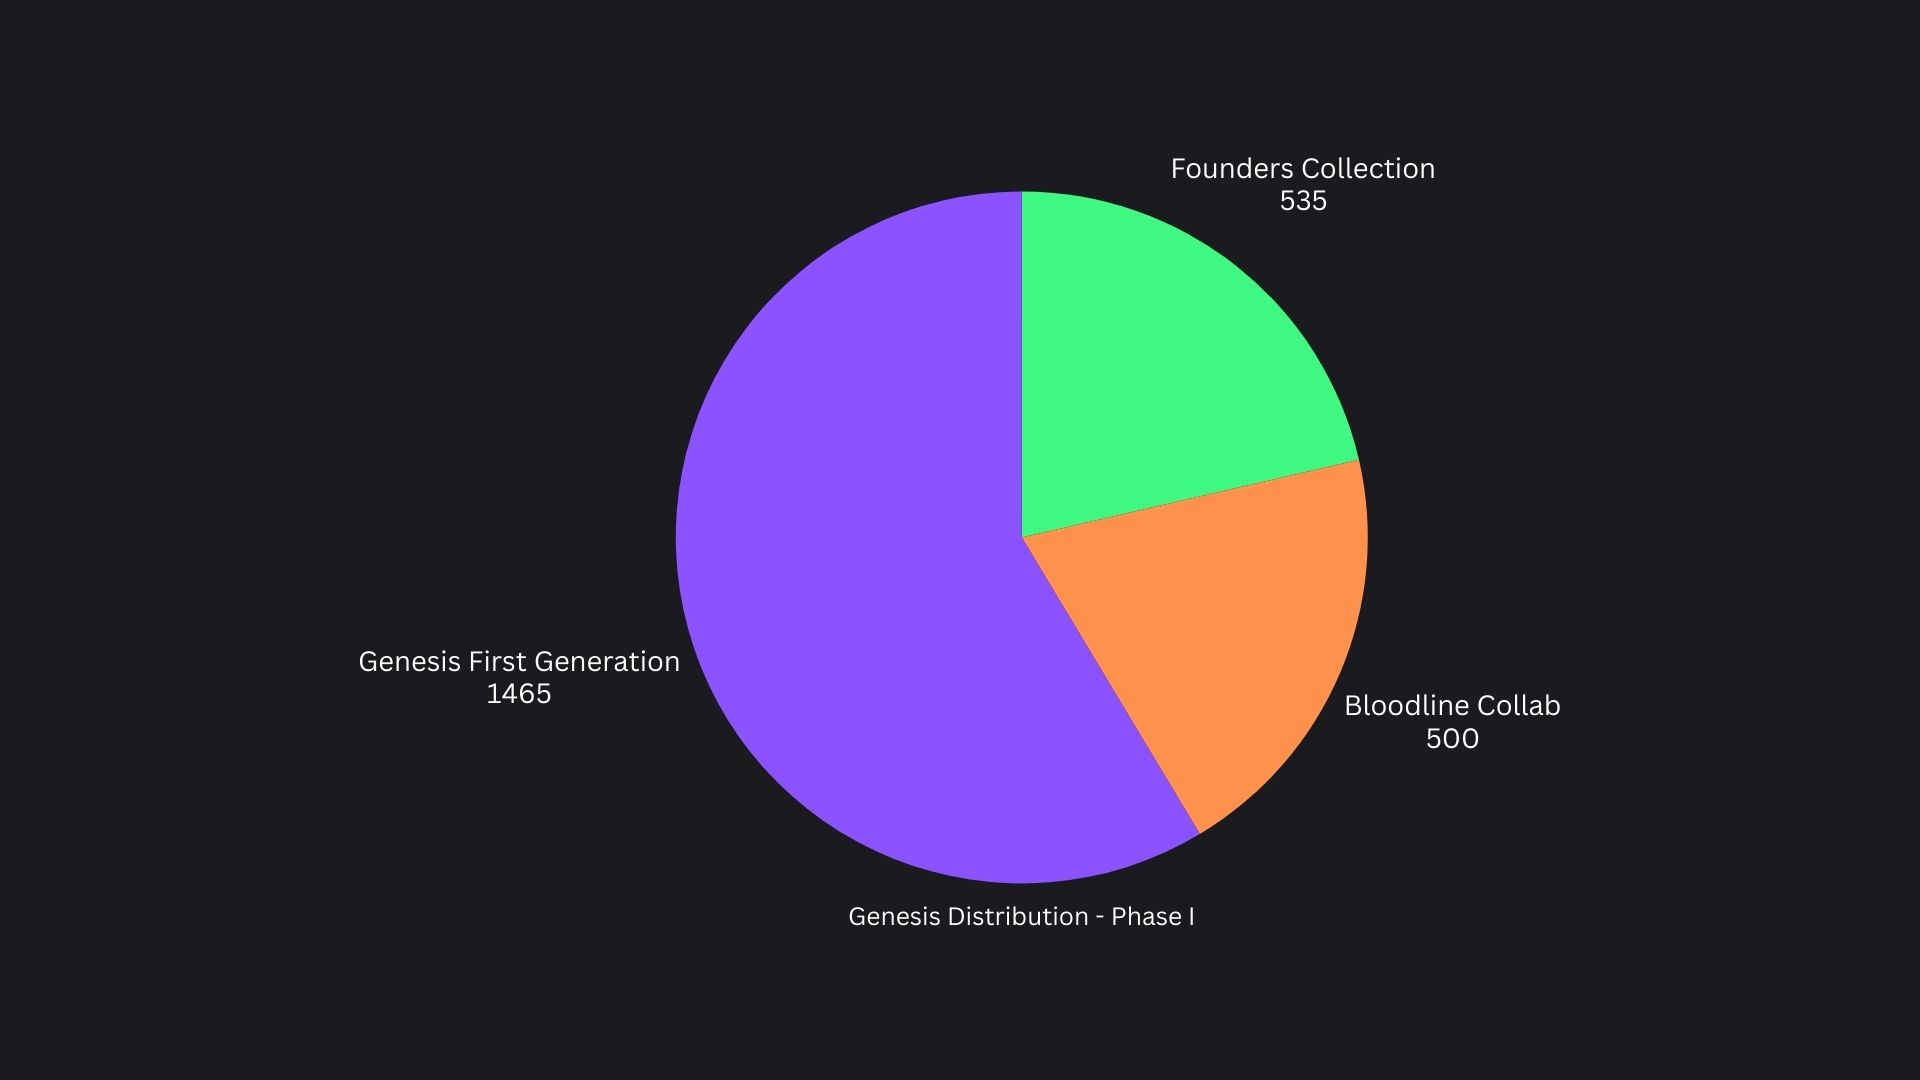 Founders Collection
535
Genesis First Generation
1465
Bloodline Collab
500
Genesis Distribution - Phase I